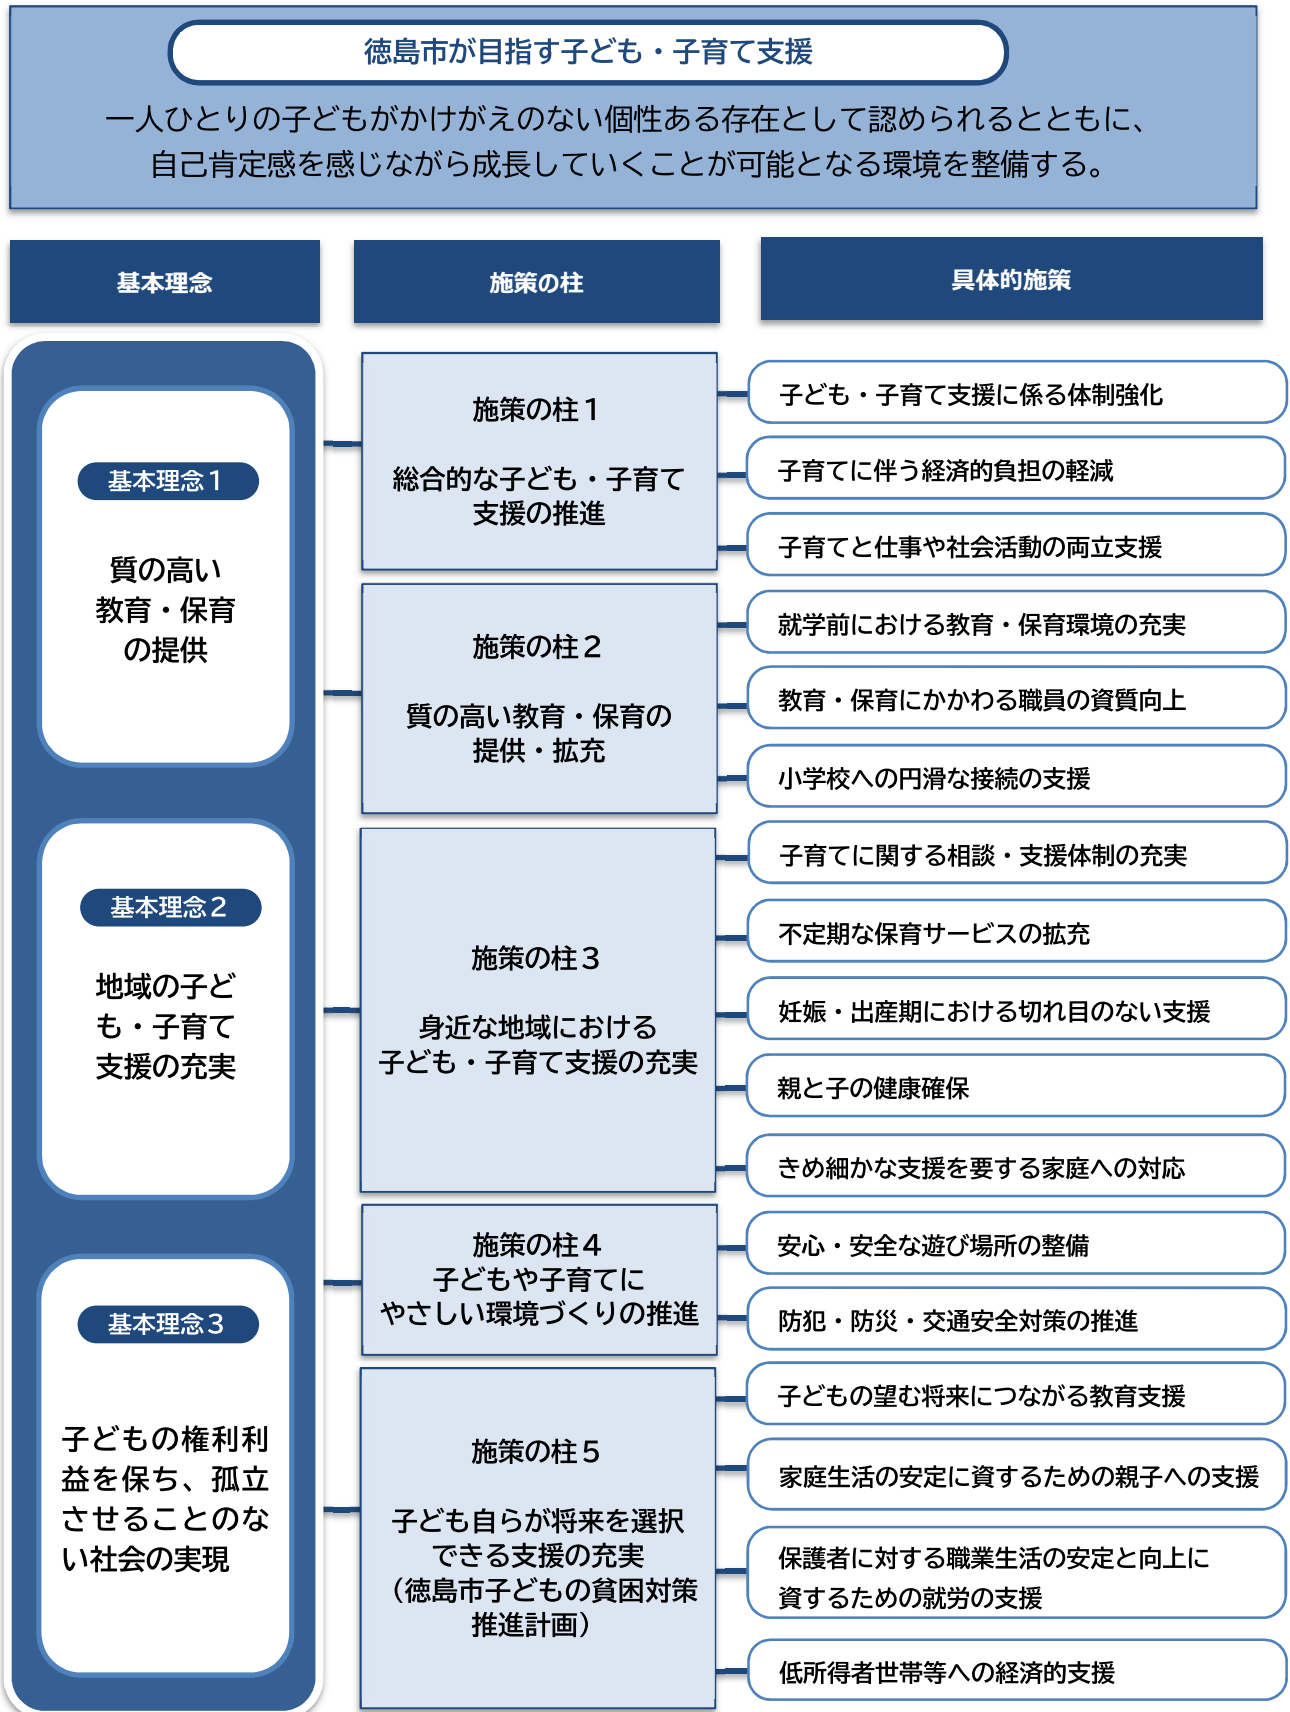 徳島市が目指す子ども・子育て支援
一人ひとりの子どもがかけがえのない個性ある存在として認められるとともに、
自己肯定感を感じながら成長していくことが可能となる環境を整備する。
基本理念
施策の柱
具体的施策
基本理念１
質の高い
教育・保育
の提供
基本理念２
地域の子ど
も・子育て
支援の充実
基本理念３
子どもの権利利
益を保ち、孤立
させることのな
い社会の実現
施策の柱１
総合的な子ども・子育て
支援の推進
子ども・子育て支援に係る体制強化
子育てに伴う経済的負担の軽減
子育てと仕事や社会活動の両立支援
施策の柱２
質の高い教育・保育の
提供・拡充
就学前における教育・保育環境の充実
教育・保育にかかわる職員の資質向上
小学校への円滑な接続の支援
施策の柱３
身近な地域における
子ども・子育て支援の充実
子育てに関する相談・支援体制の充実
不定期な保育サービスの拡充
妊娠・出産期における切れ目のない支援
親と子の健康確保
きめ細かな支援を要する家庭への対応
施策の柱４
子どもや子育てに
やさしい環境づくりの推進
安心・安全な遊び場所の整備
防犯・防災・交通安全対策の推進
施策の柱５
子ども自らが将来を選択
できる支援の充実
（徳島市子どもの貧困対策
推進計画）
子どもの望む将来につながる教育支援
家庭生活の安定に資するための親子への支援
保護者に対する職業生活の安定と向上に
資するための就労の支援
低所得者世帯等への経済的支援